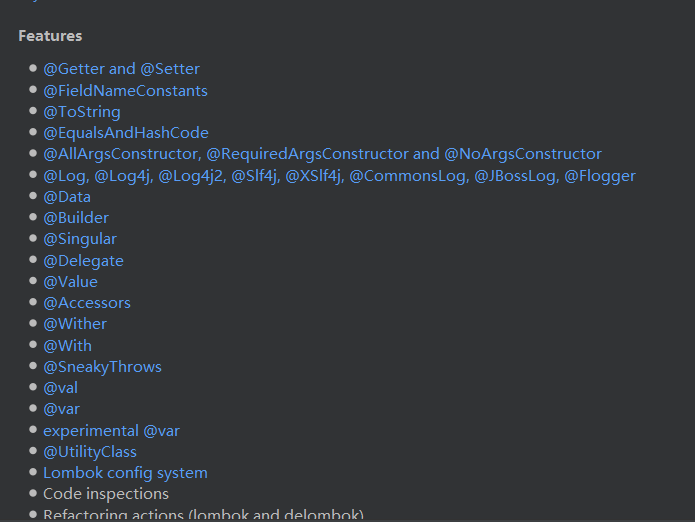 Features
@Getter and @Setter
@FieldNameConstants
@ToString
@EqualsAndHashCode
@AllArgsConstructor, @RequiredArgsConstructor and @NoArgsConstructor
@Log, @Log4j, @Log4j2, @Slf4j, @XSlf4j, @CommonsLog, @JBossLog, @Flogger
@Data
@Builder
@Singular
@Delegate
@Value
@Accessors
@Wither
@With
@SneakyThrows
@val
@var
experimental @var
@UtilityClass
Lombok config system
Code inspections
Refactoring actions (lombok and delombok)